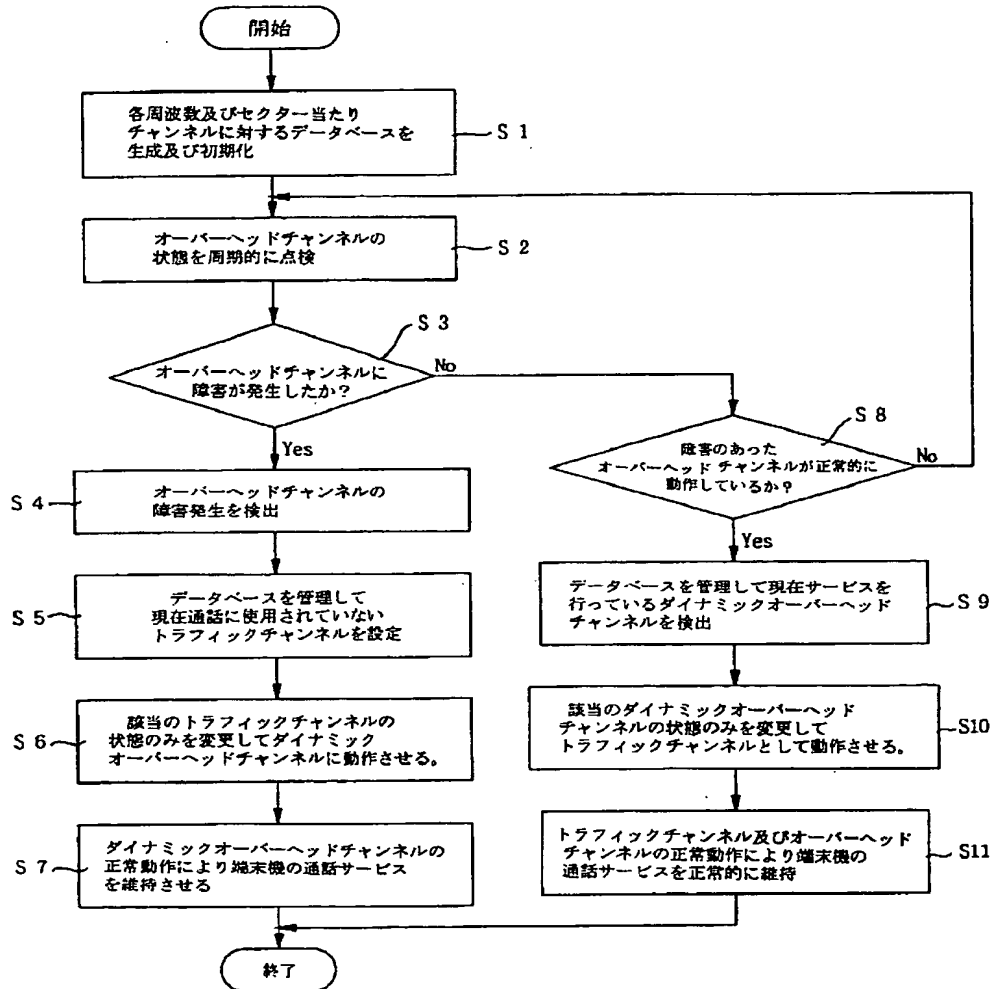 開始
各周波数及びセクター当たり
チャンネルに対するデータベースを
生成及び初期化
S 1
オーバーヘッドチャンネルの
状態を周期的に点検
S 2
S 3
オーバーヘッドチャンネルに
障害が発生したか?
No
Yes
S 4
オーバーヘッドチャンネルの
障害発生を検出
S 5
データベースを管理して
現在通話に使用されていない
トラフィックチャンネルを設定
S 6
該当のトラフィックチャンネルの
状態のみを変更してダイナミック
オーバーヘッドチャンネルに動作させる。
S 7
ダイナミックオーバーヘッドチャンネルの
正常動作により端末機の通話サービス
を維持させる
S 8
障害のあった
オーバーヘッド チャンネルが正常的に
動作しているか?
No
Yes
データベースを管理して現在サービスを
行っているダイナミックオーバーヘッド
チャンネルを検出
S 9
該当のダイナミックオーバーヘッド
チャンネルの状態のみを変更して
トラフィックチャンネルとして動作させる。
S10
トラフィックチャンネル及びオーバーヘッド
チャンネルの正常動作により端末機の
通話サービスを正常的に維持
S11
終了